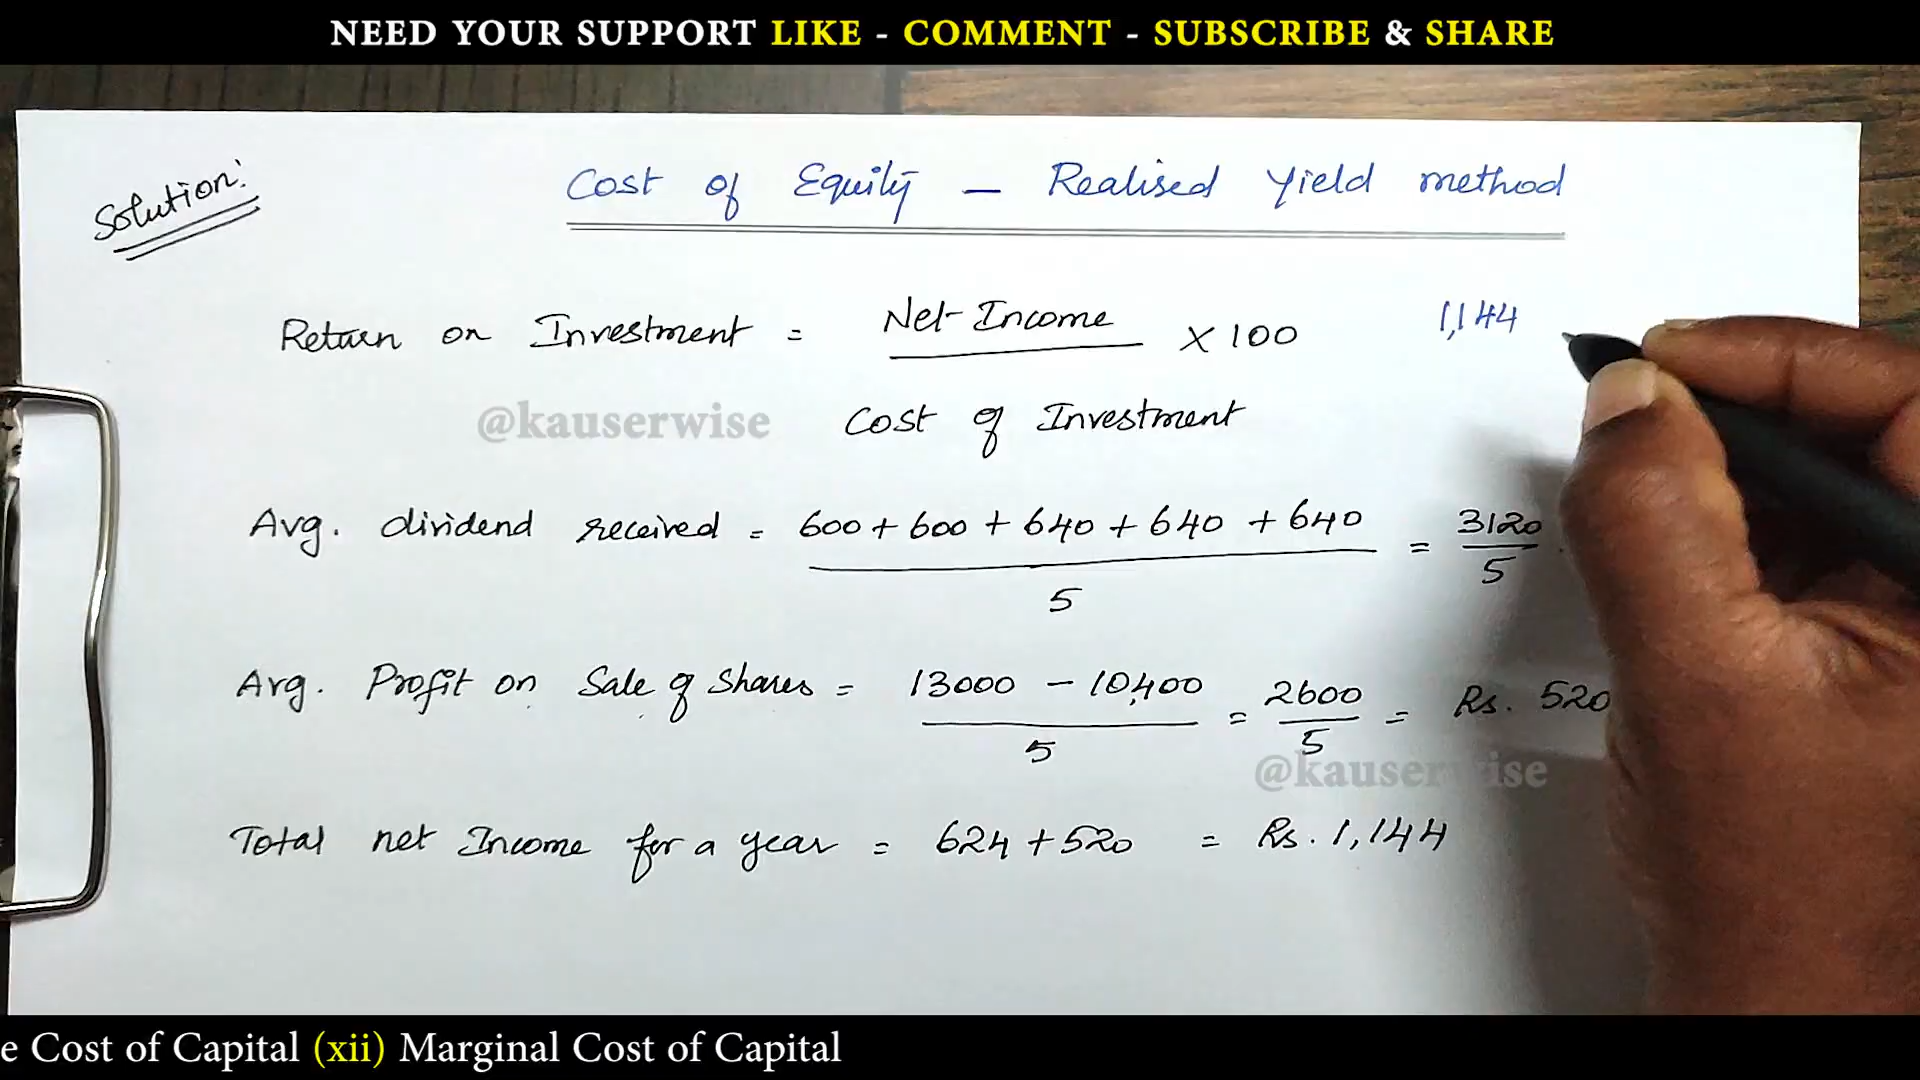 NEED YOUR SUPPORT LIKE - COMMENT - SUBSCRIBE & SHARE
Solution:
Cost of Equity - Realised Yield method
Return on Investment = Net Income / Cost of Investment X 100
1,144
@kauserwise
Avg. dividend received = 600 + 600 + 640 + 640 + 640 / 5 = 3120 / 5
Avg. Profit on Sale of Shares = 13000 - 10,400 / 5 = 2600 / 5 = Rs. 520
@kauserwise
Total net Income for a year = 624 + 520 = Rs. 1,144
e Cost of Capital (xii) Marginal Cost of Capital